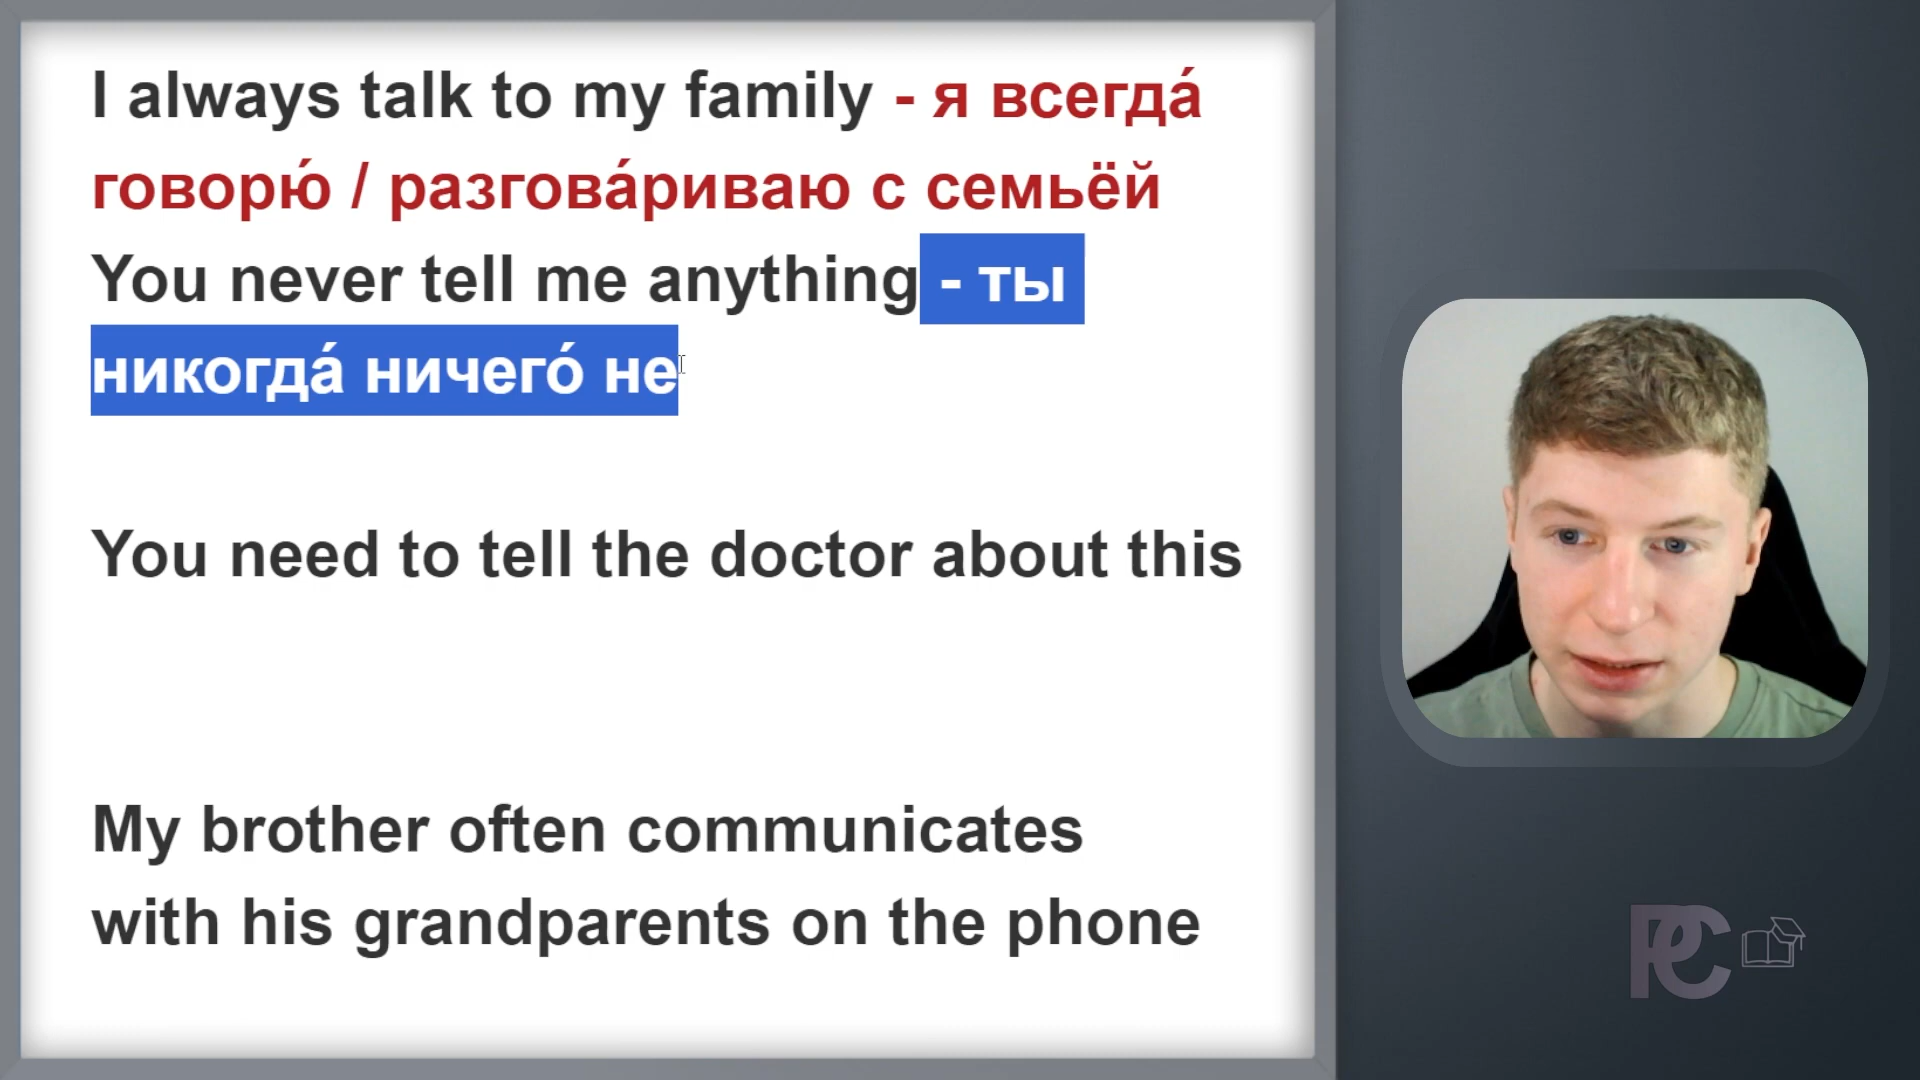 I always talk to my family - я всегда́
говорю́ / разгова́риваю с семьёй
You never tell me anything - ты
никогда́ ничего́ не
You need to tell the doctor about this
My brother often communicates
with his grandparents on the phone
РС